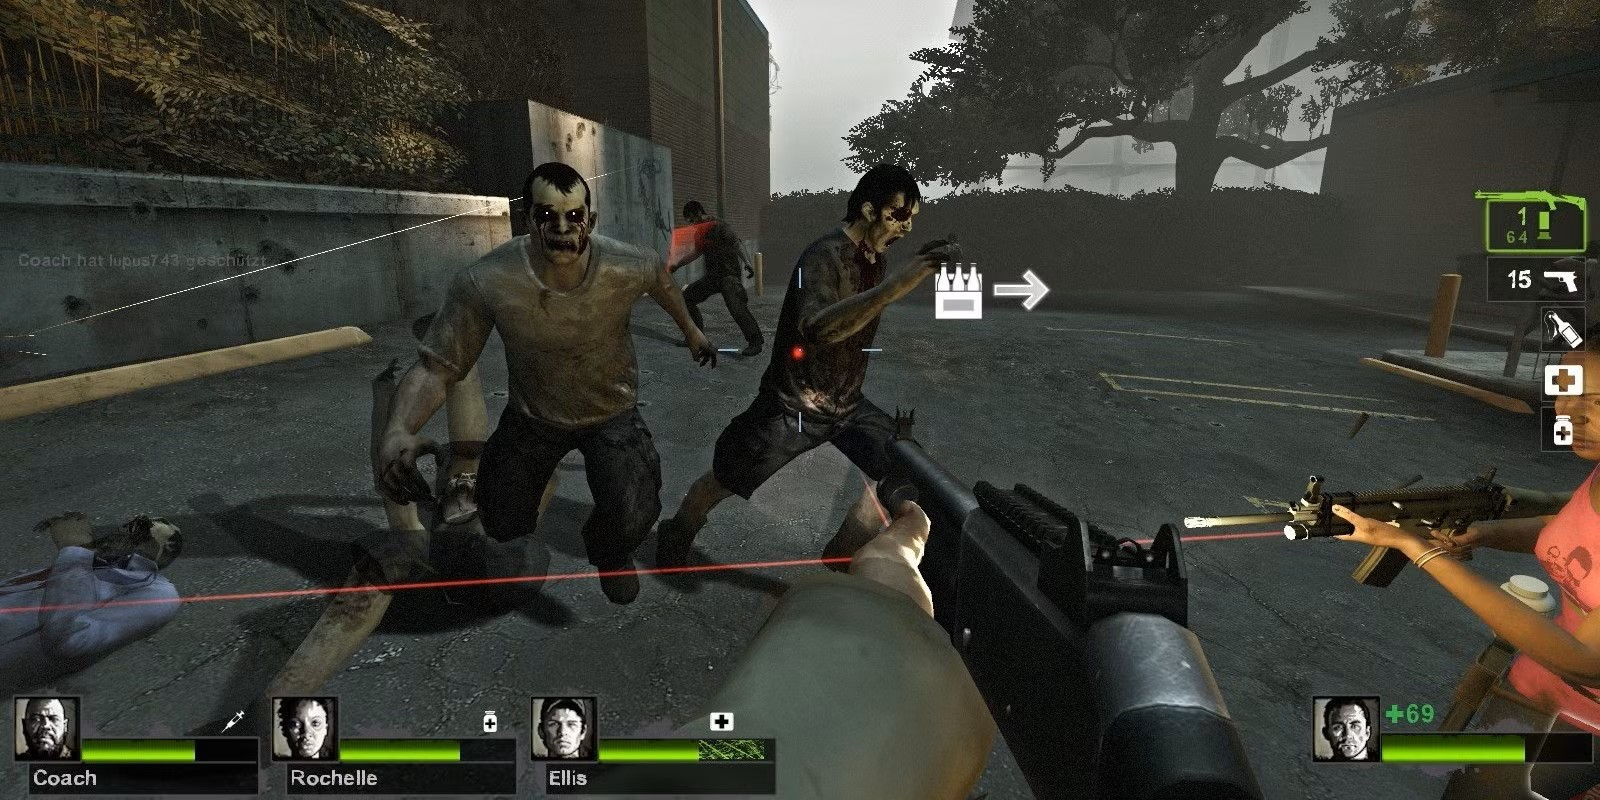 Coach hat lupus743 geschützt
1
64
15
+69
Coach
Rochelle
Ellis